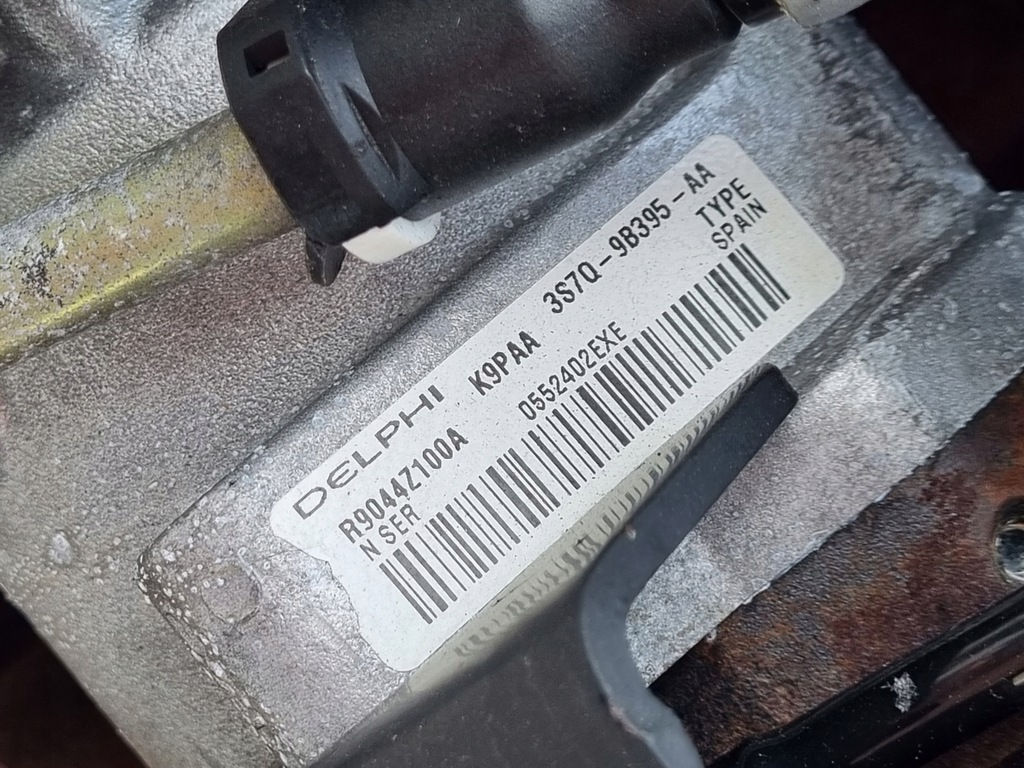 DELPHI K9PAA 3S7Q-9B395-AA
R9044Z100A TYPE
N SER 0552402EXE SPAIN